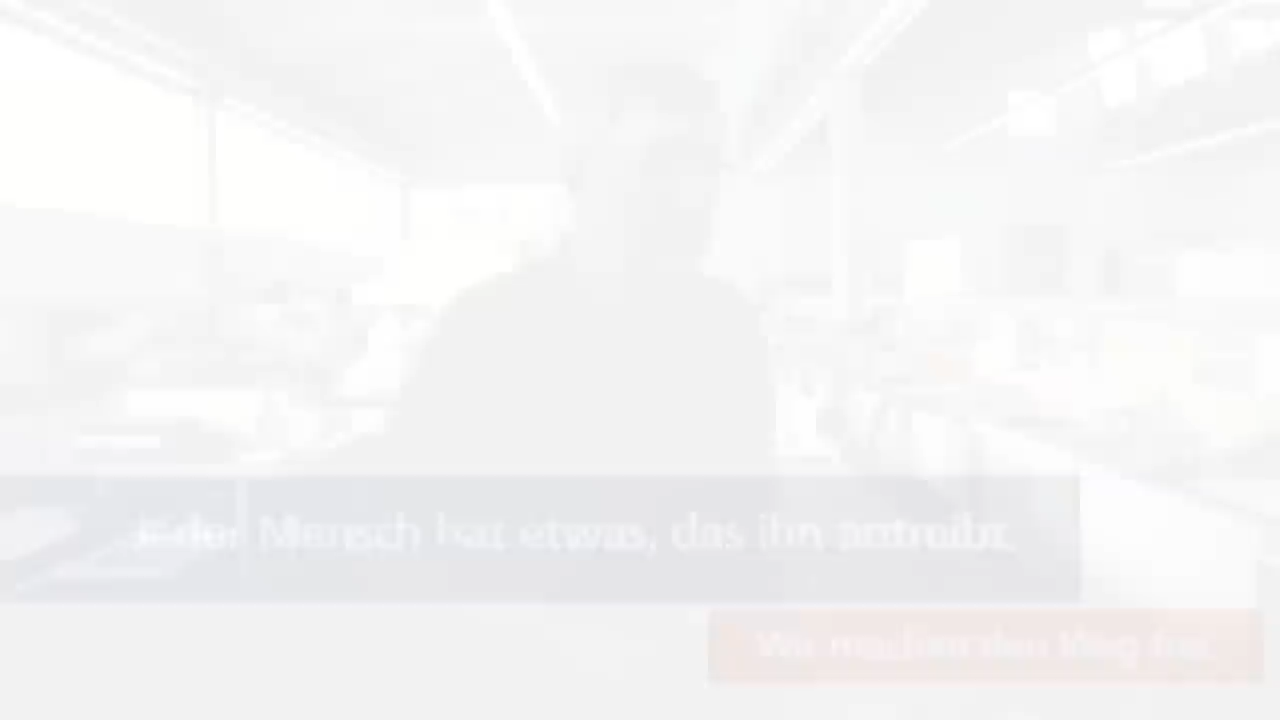 Jeder Mensch hat etwas, das ihn antreibt.
Wir machen den Weg frei.